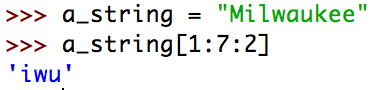 >>> a_string = "Milwaukee"
>>> a_string[1:7:2]
'iwu'